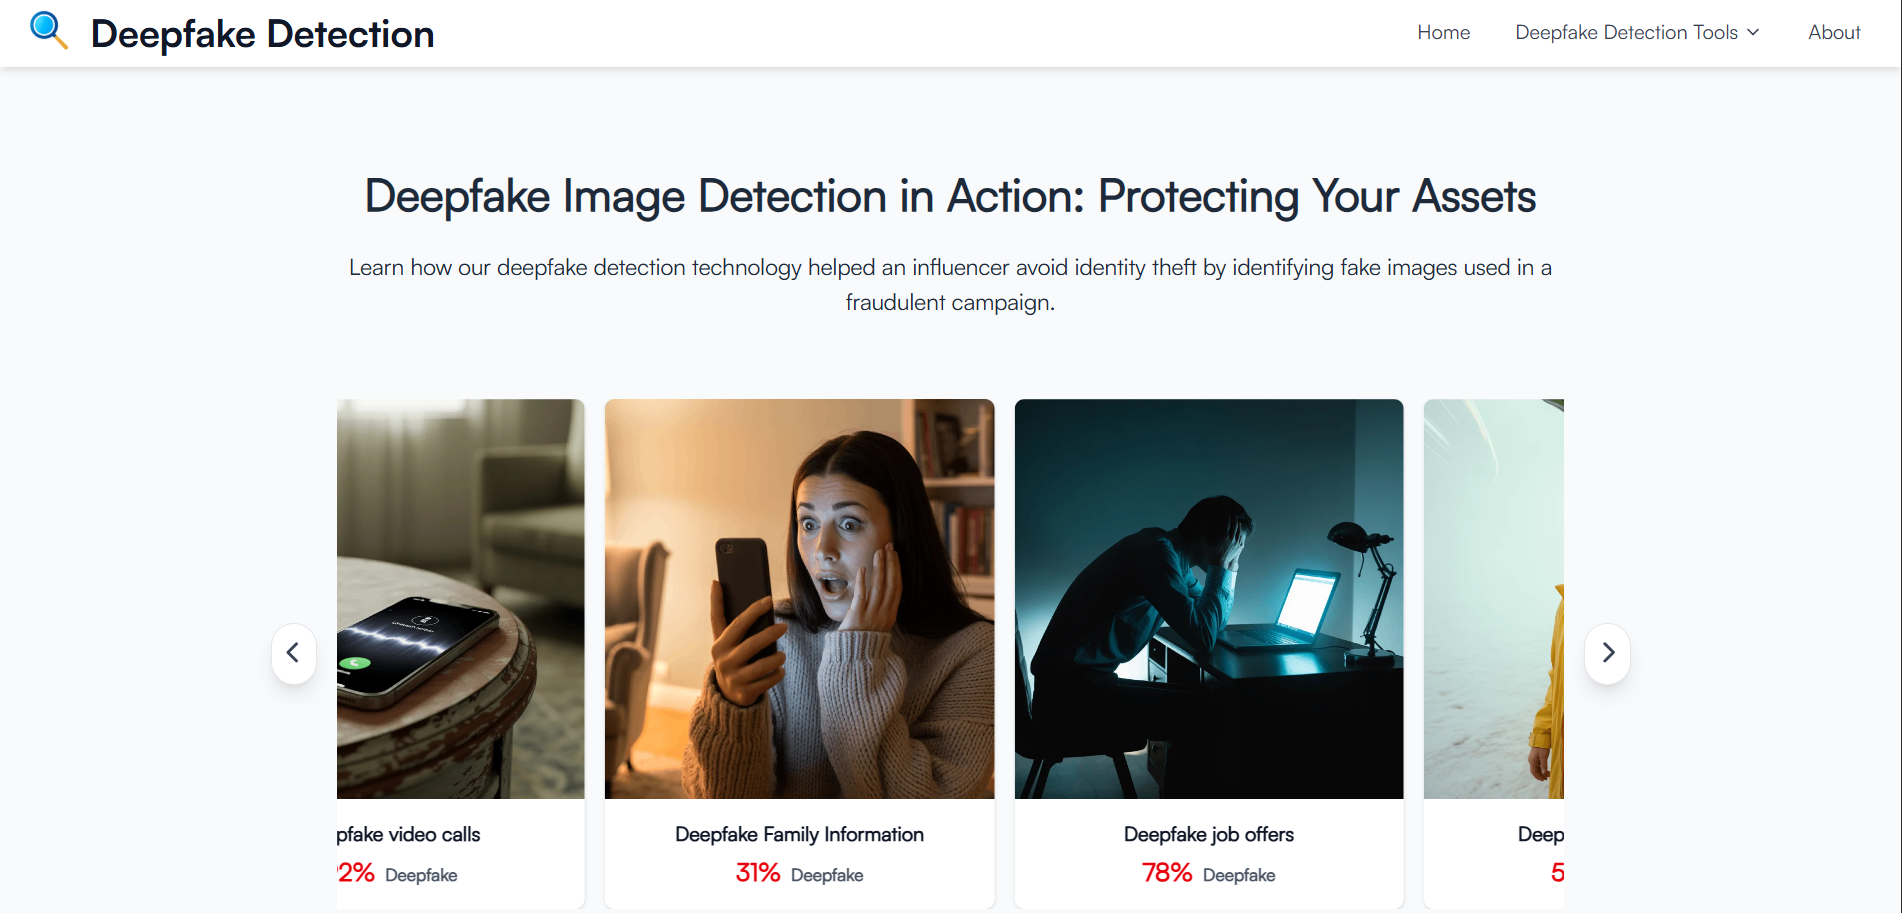 Deepfake Detection
Home
Deepfake Detection Tools
About
Deepfake Image Detection in Action: Protecting Your Assets
Learn how our deepfake detection technology helped an influencer avoid identity theft by identifying fake images used in a
fraudulent campaign.
pfake video calls
2% Deepfake
Deepfake Family Information
31% Deepfake
Deepfake job offers
78% Deepfake
Deep
5